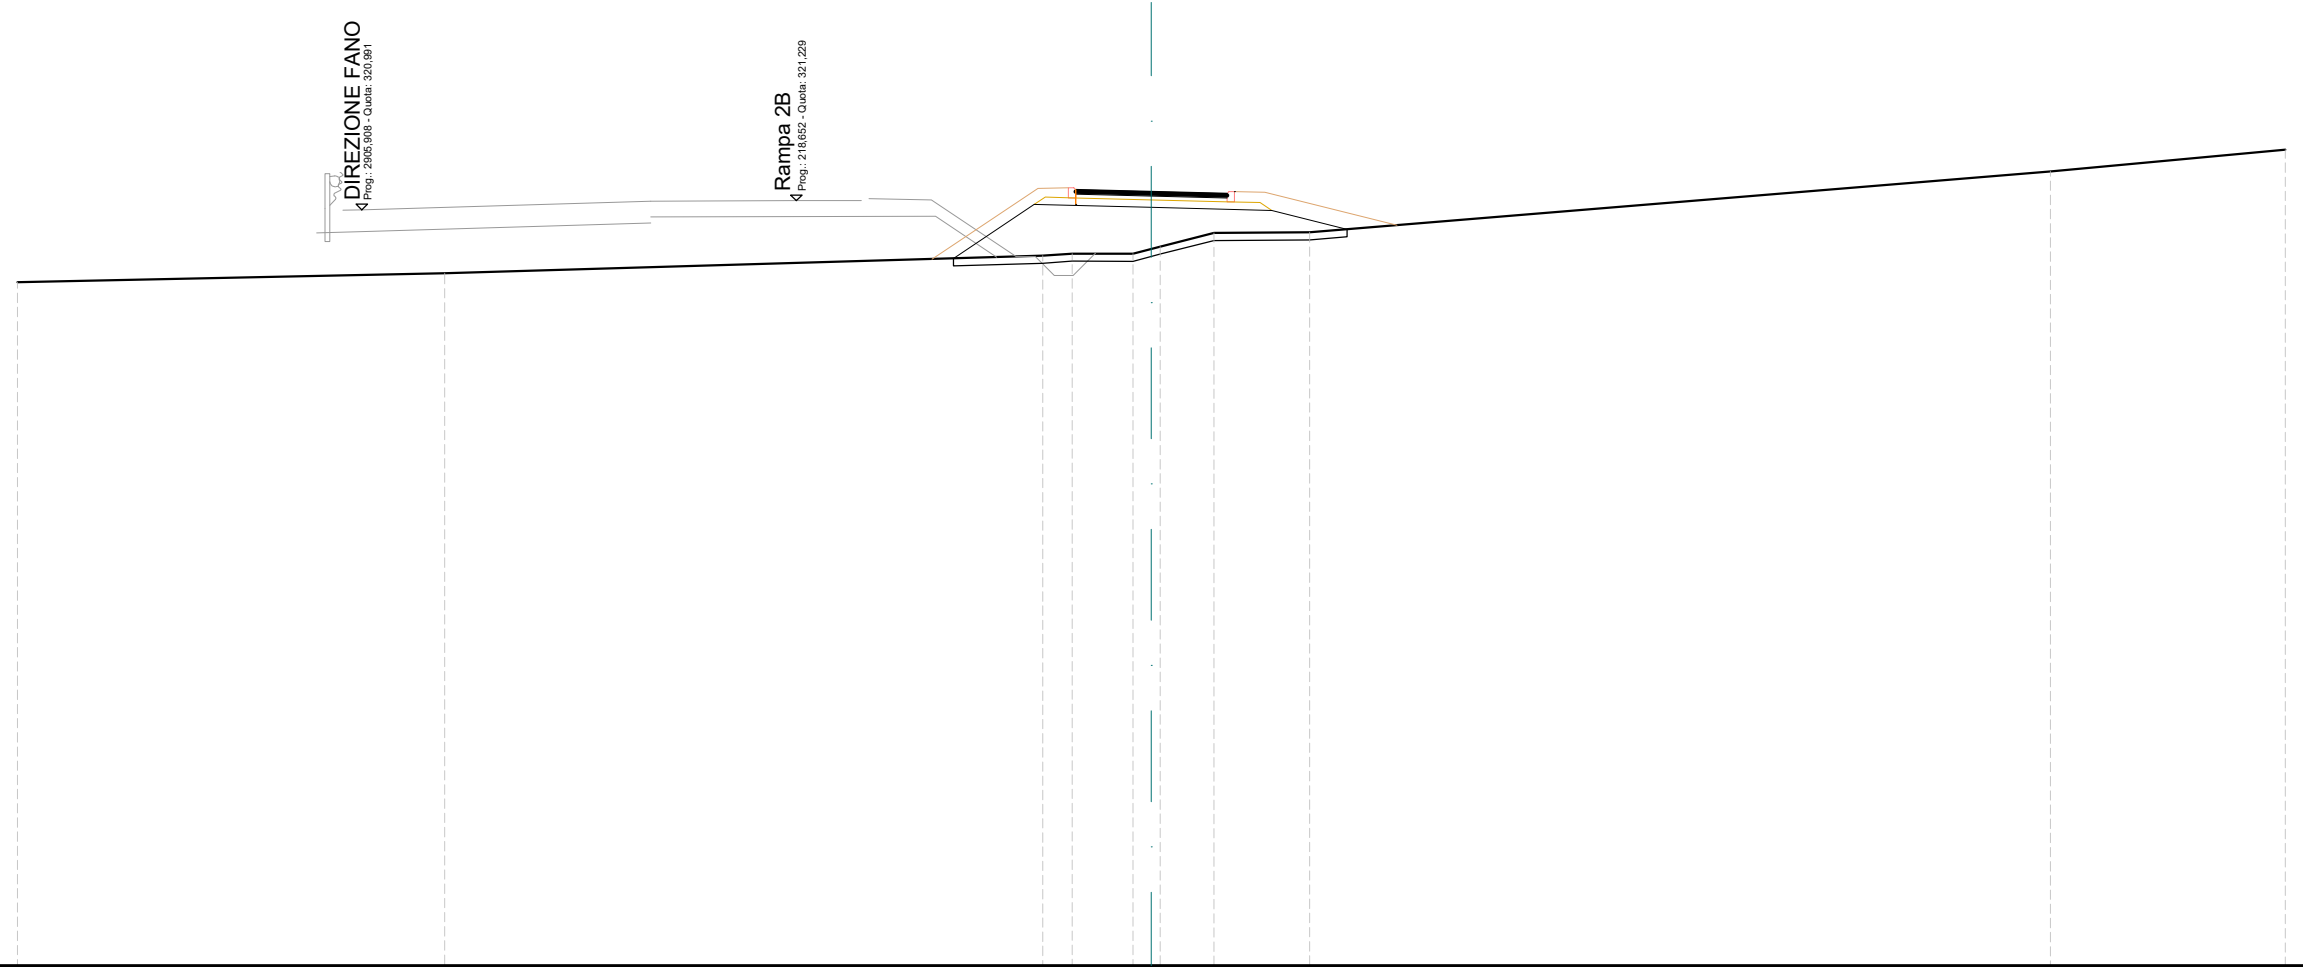 DIREZIONE FANO
Prog.: 2905,908 - Quota: 320,991
Rampa 2B
Prog.: 218,652 - Quota: 321,229